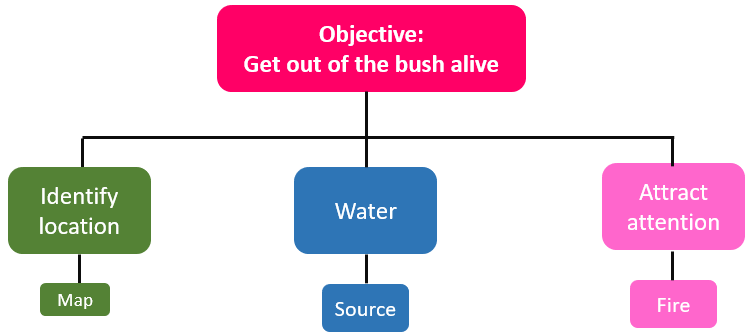 Objective:
Get out of the bush alive
Identify
location
Water
Attract
attention
Map
Source
Fire